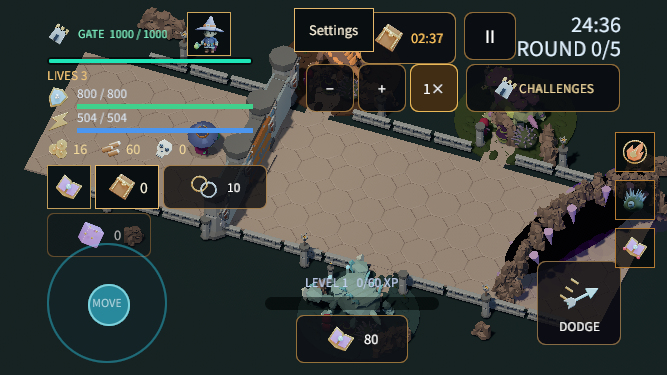 GATE 1000 / 1000
Settings
02:37
24:36
ROUND 0/5
LIVES 3
800 / 800
504 / 504
16
60
0
−
+
1×
CHALLENGES
0
10
0
MOVE
LEVEL 1 0/60 XP
80
DODGE